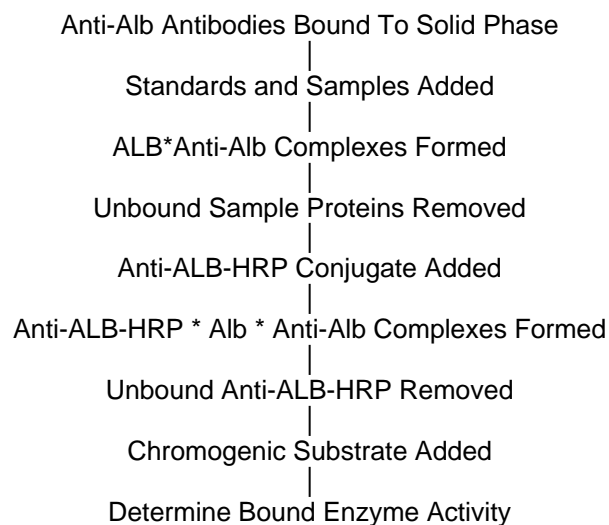 Anti-Alb Antibodies Bound To Solid Phase
Standards and Samples Added
ALB*Anti-Alb Complexes Formed
Unbound Sample Proteins Removed
Anti-ALB-HRP Conjugate Added
Anti-ALB-HRP * Alb * Anti-Alb Complexes Formed
Unbound Anti-ALB-HRP Removed
Chromogenic Substrate Added
Determine Bound Enzyme Activity